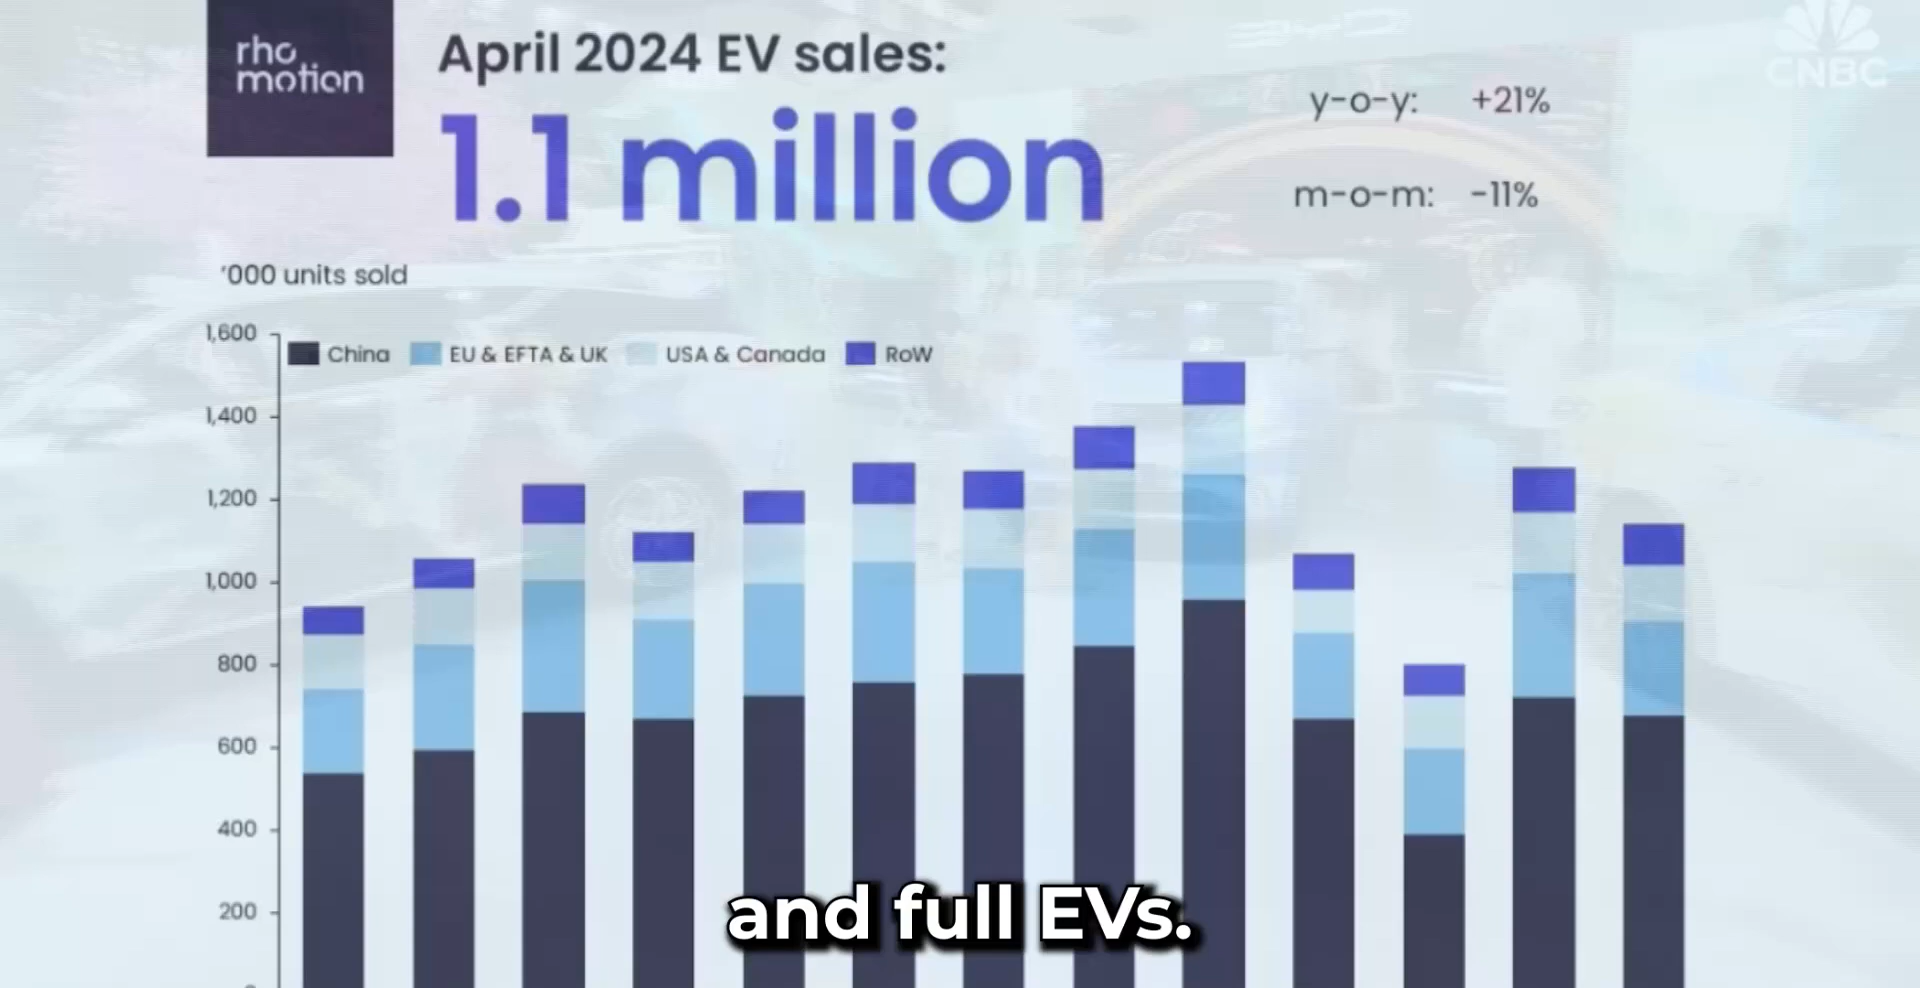 rho
motion
April 2024 EV sales:
1.1 million
y-o-y: +21%
m-o-m: -11%
CNBC
'000 units sold
1,600
China
EU & EFTA & UK
USA & Canada
RoW
1,400
1,200
1,000
800
600
400
200
and full EVs.